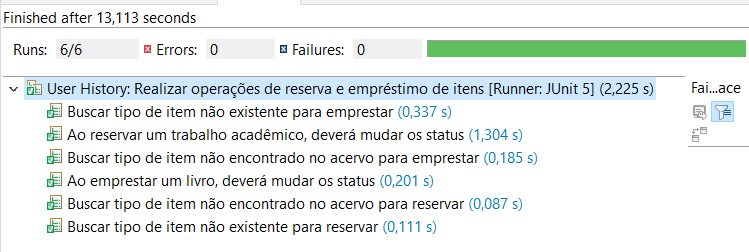 Finished after 13,113 seconds
Runs: 6/6 Errors: 0 Failures: 0
User History: Realizar operações de reserva e empréstimo de itens [Runner: JUnit 5] (2,225 s)
Fai...ace
Buscar tipo de item não existente para emprestar (0,337 s)
Ao reservar um trabalho acadêmico, deverá mudar os status (1,304 s)
Buscar tipo de item não encontrado no acervo para emprestar (0,185 s)
Ao emprestar um livro, deverá mudar os status (0,201 s)
Buscar tipo de item não encontrado no acervo para reservar (0,087 s)
Buscar tipo de item não existente para reservar (0,111 s)